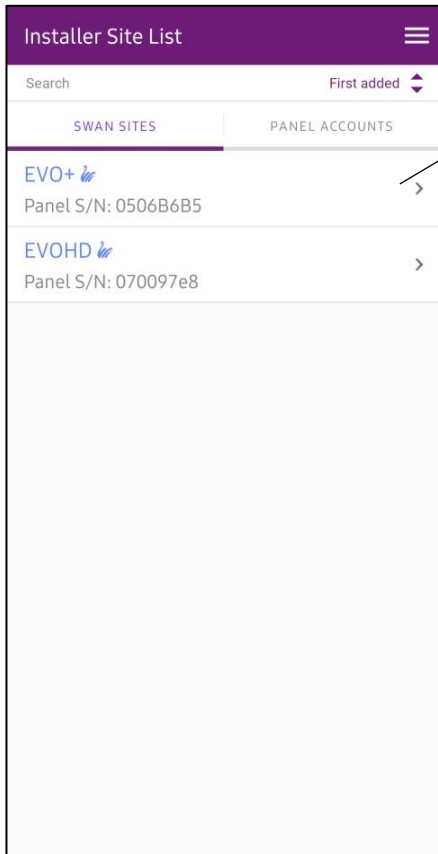 Installer Site List
Search
First added
SWAN SITES
PANEL ACCOUNTS
EVO+
Panel S/N: 0506B6B5
EVOHD
Panel S/N: 070097e8